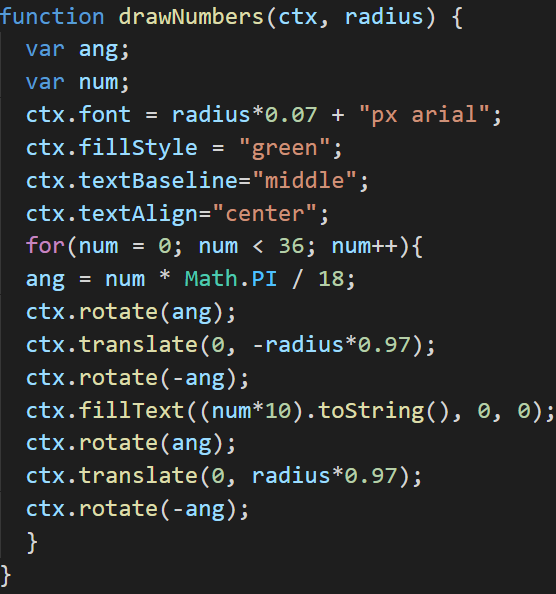 function drawNumbers(ctx, radius) {
var ang;
var num;
ctx.font = radius*0.07 + "px arial";
ctx.fillStyle = "green";
ctx.textBaseline="middle";
ctx.textAlign="center";
for(num = 0; num < 36; num++){
ang = num * Math.PI / 18;
ctx.rotate(ang);
ctx.translate(0, -radius*0.97);
ctx.rotate(-ang);
ctx.fillText((num*10).toString(), 0, 0);
ctx.rotate(ang);
ctx.translate(0, radius*0.97);
ctx.rotate(-ang);
}
}